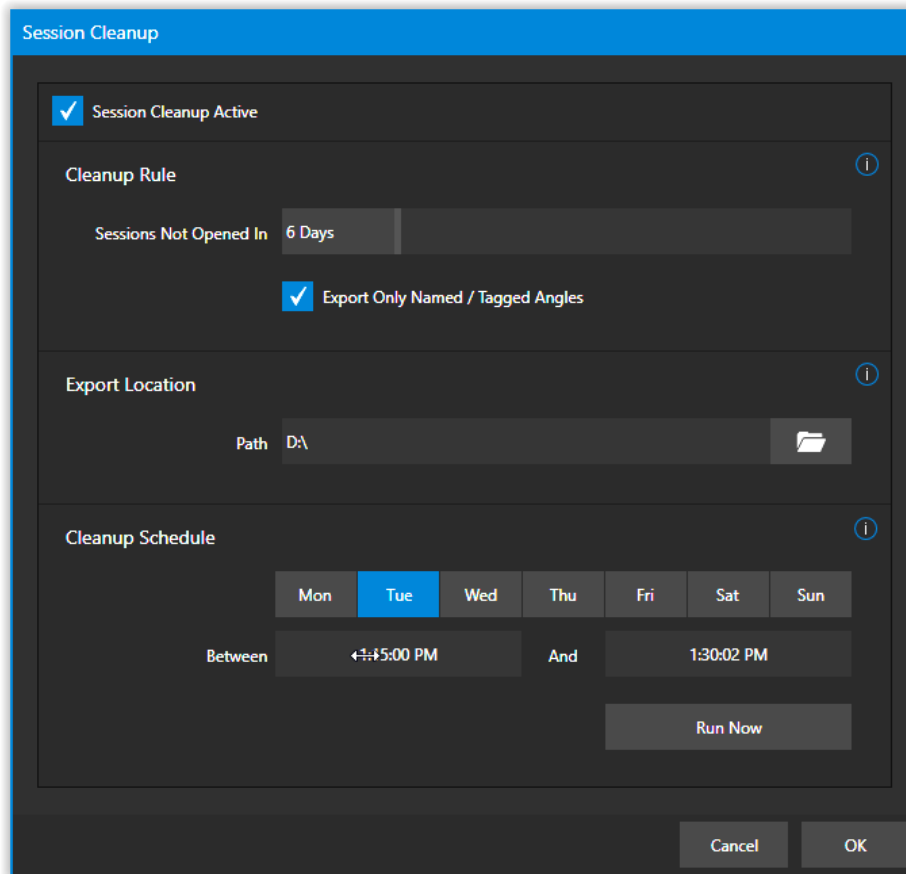 Session Cleanup
Session Cleanup Active
Cleanup Rule
Sessions Not Opened In 6 Days
Export Only Named / Tagged Angles
Export Location
Path D:\
Cleanup Schedule
Mon Tue Wed Thu Fri Sat Sun
Between PM And 1:30:02 PM
Run Now
Cancel OK